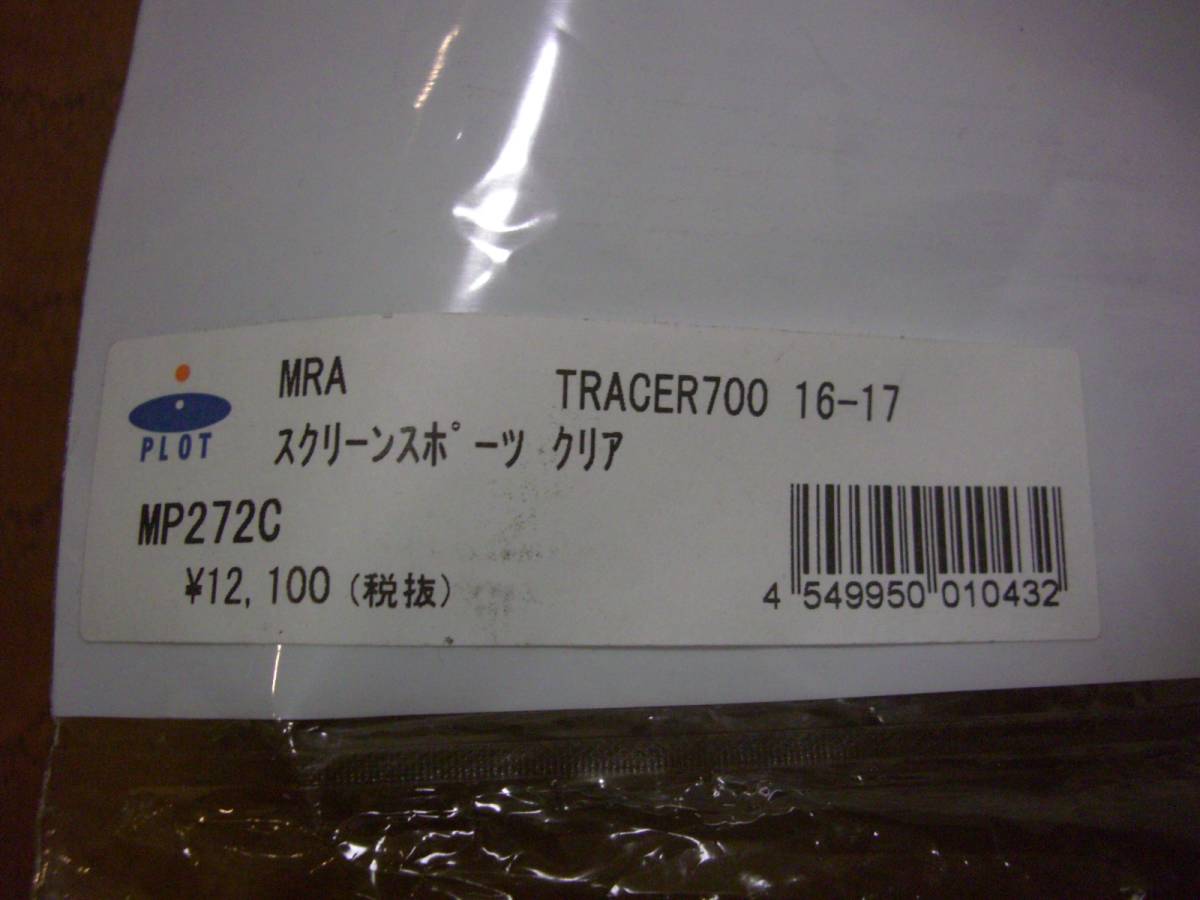 MRA TRACER700 16-17
PLOT
スクリーンスポーツ クリア
MP272C
¥12,100(税抜)
4 549950 010432